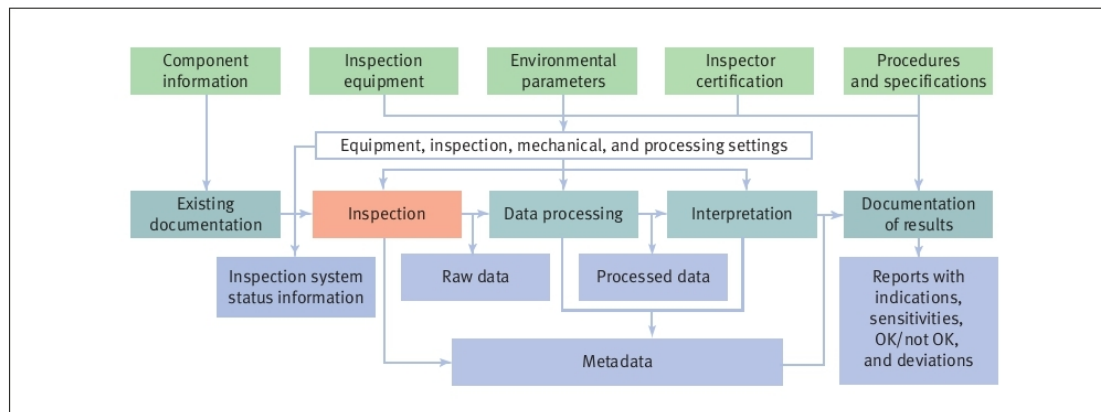 Component
information
Inspection
equipment
Environmental
parameters
Inspector
certification
Procedures
and specifications
Equipment, inspection, mechanical, and processing settings
Existing
documentation
Inspection
Data processing
Interpretation
Documentation
of results
Inspection system
status information
Raw data
Processed data
Reports with
indications,
sensitivities,
OK/not OK,
and deviations
Metadada